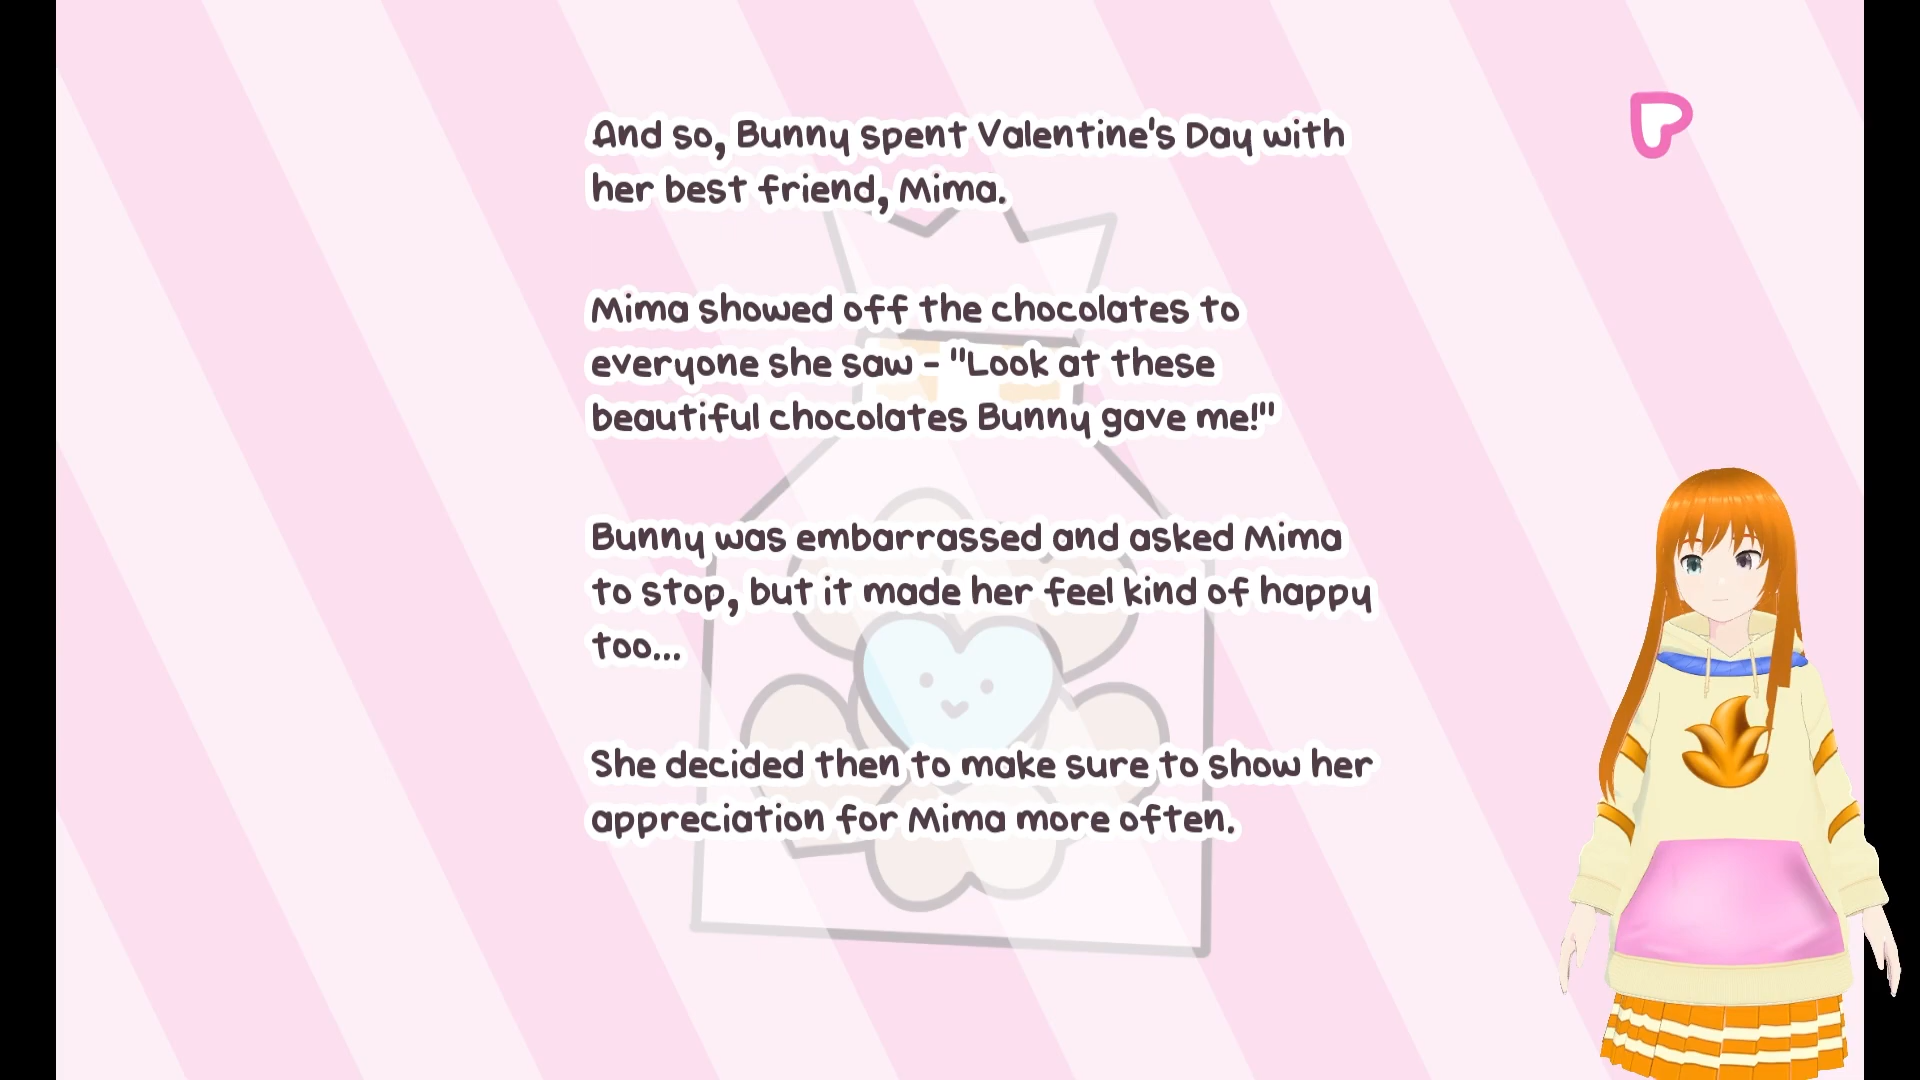 And so, Bunny spent Valentine's Day with
her best friend, Mima.
Mima showed off the chocolates to
everyone she saw - "Look at these
beautiful chocolates Bunny gave me!"
Bunny was embarrassed and asked Mima
to stop, but it made her feel kind of happy
too...
She decided then to make sure to show her
appreciation for Mima more often.